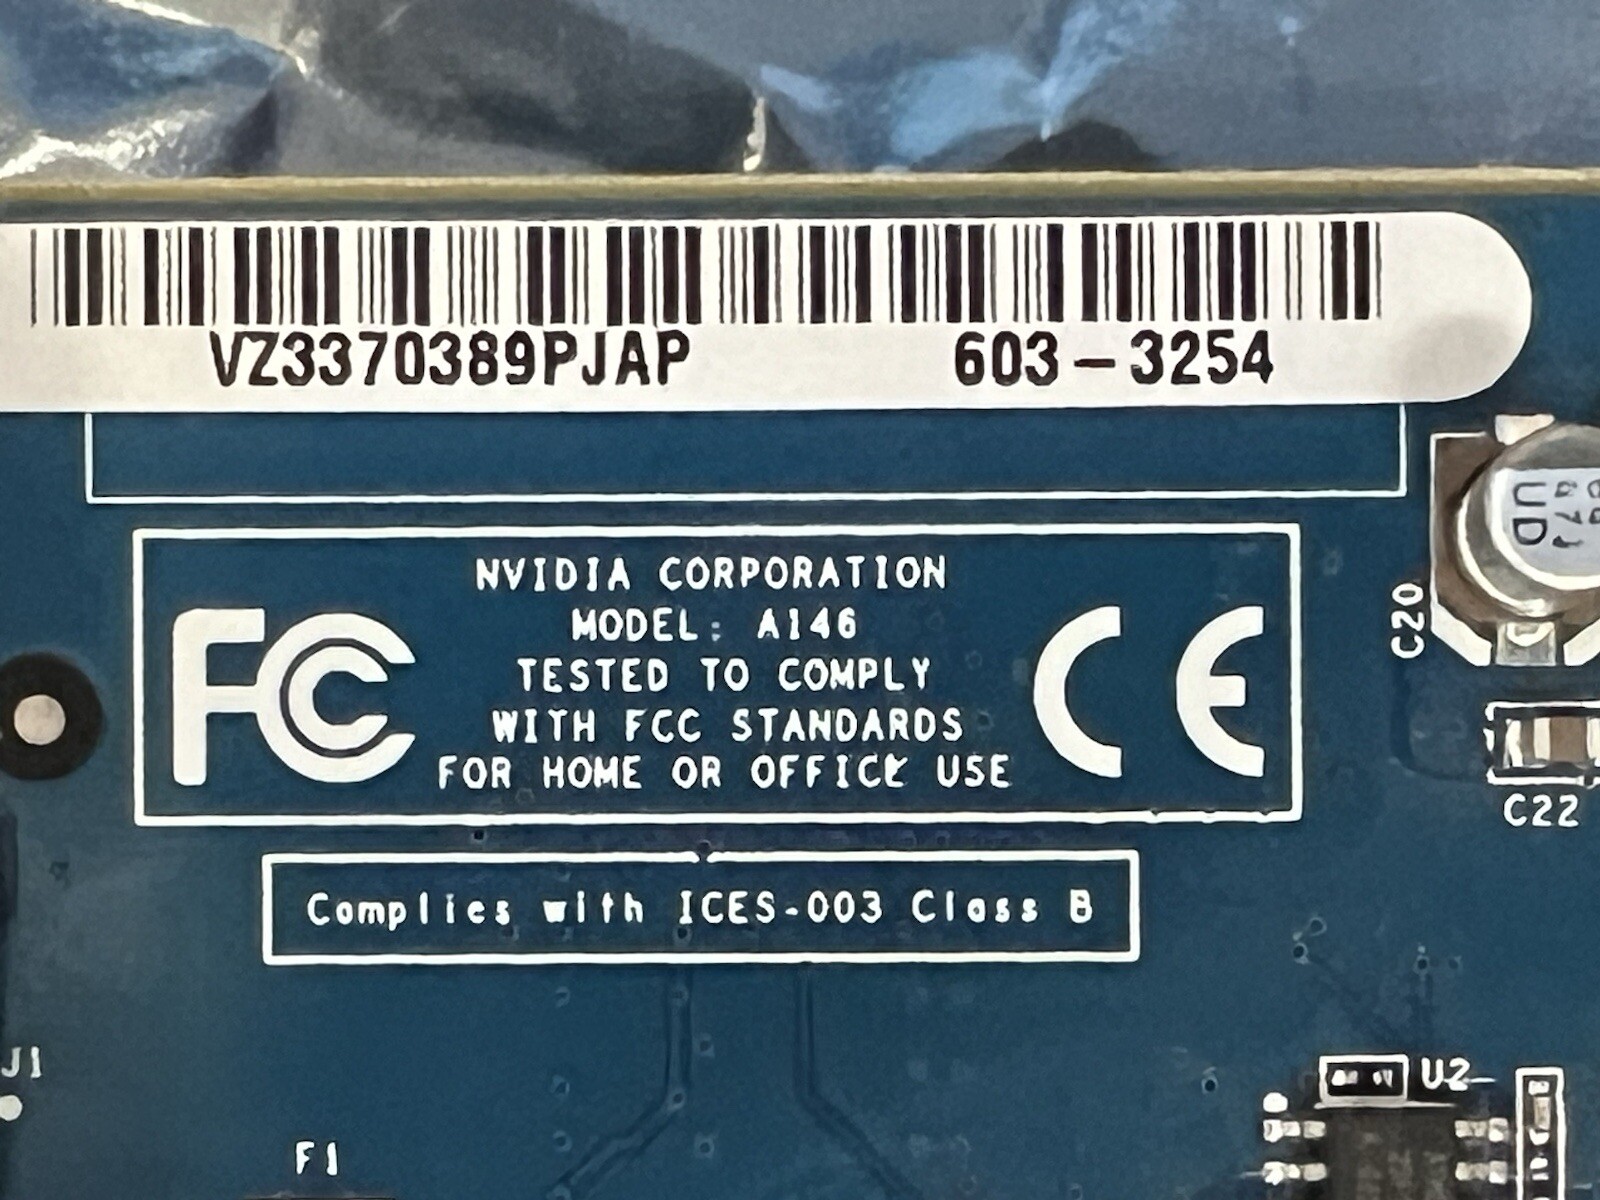 VZ3370389PJAP 603-3254
NVIDIA CORPORATION
MODEL: A146
TESTED TO COMPLY
WITH FCC STANDARDS
FOR HOME OR OFFICE USE
FC
CE
Complies with ICES-003 Class B
UD
C20
C22
J1
U2
F1